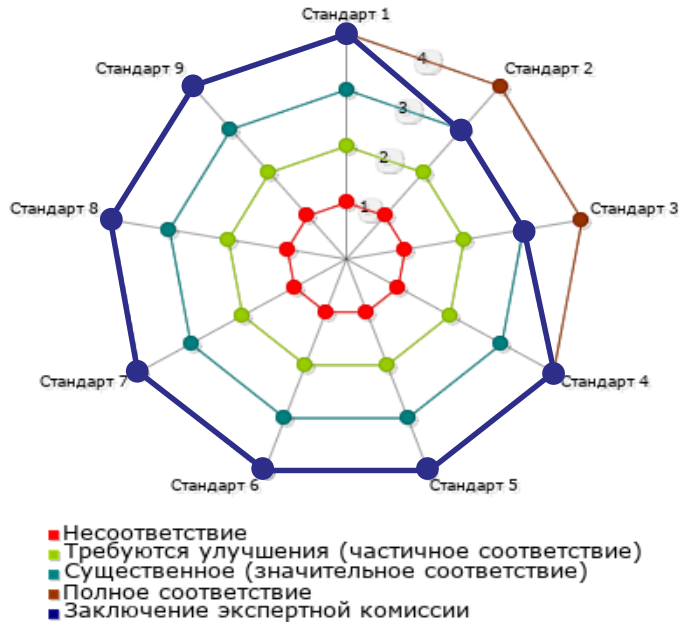 Стандарт 1
4
Стандарт 9
Стандарт 2
3
2
1
Стандарт 8
Стандарт 3
Стандарт 7
Стандарт 4
Стандарт 6
Стандарт 5
Несоответствие
Требуются улучшения (частичное соответствие)
Существенное (значительное соответствие)
Полное соответствие
Заключение экспертной комиссии